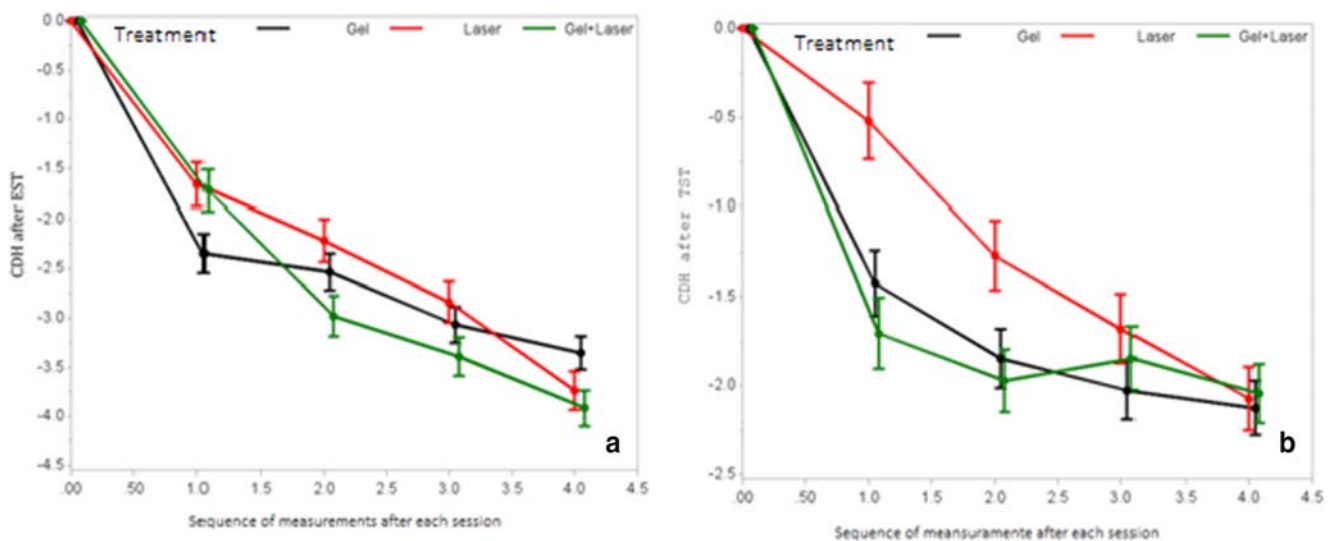 Treatment Gel Laser Gel+Laser
0.0
-0.5
-1.0
-1.5
-2.0
-2.5
-3.0
-3.5
-4.0
-4.5
CDH after EST
.00 .50 1.0 1.5 2.0 2.5 3.0 3.5 4.0 4.5
Sequence of measurements after each session
a
Treatment Gel Laser Gel+Laser
0.0
-0.5
-1.0
-1.5
-2.0
-2.5
CDH after TST
.00 .50 1.0 1.5 2.0 2.5 3.0 3.5 4.0 4.5
Sequence of meansuramente after each session
b